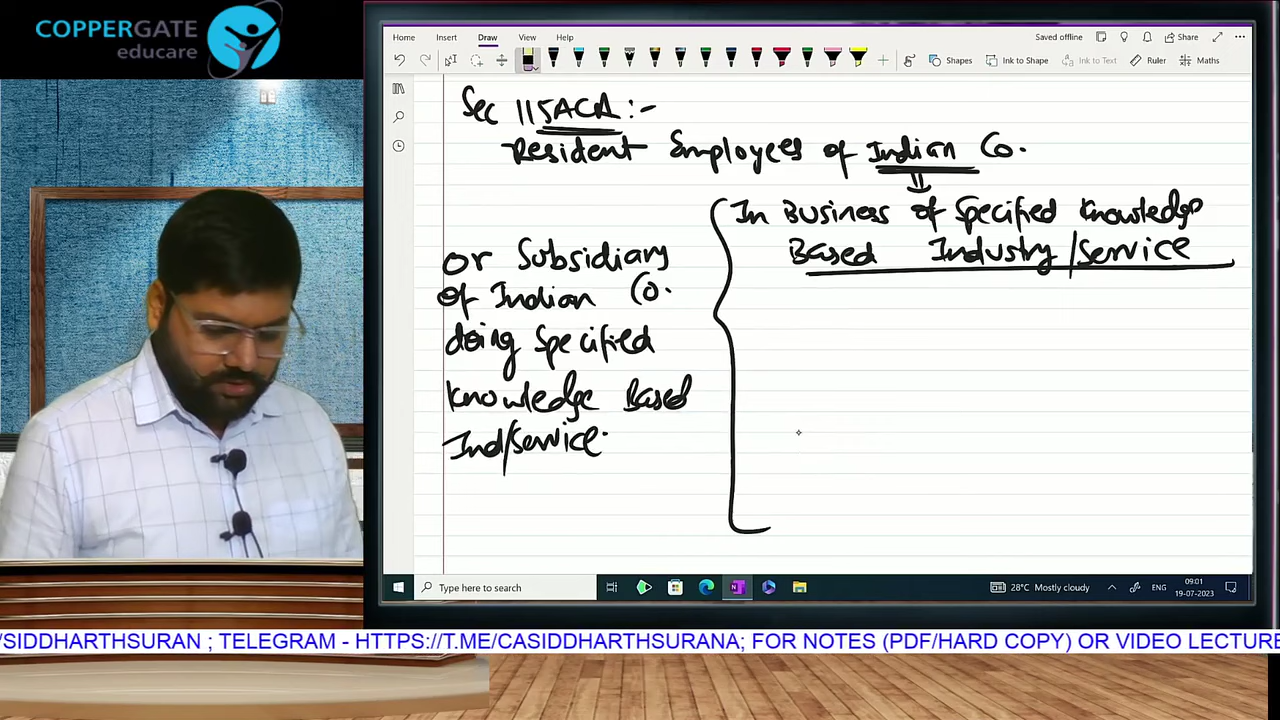 COPPERGATE
educare
Home Insert Draw View Help
Saved offline
Share
Shapes
Ink to Shape
Ink to Text
Ruler
Maths
Sec 115ACA:-
Resident Employees of Indian Co.
In Business of Specified Knowledge
Based Industry/Service
or Subsidiary
of Indian Co.
doing Specified
Knowledge Based
Ind/Service.
Type here to search
28°C Mostly cloudy
ENG
09:01
19-07-2023
/SIDDHARTHSURAN ; TELEGRAM - HTTPS://T.ME/CASIDDHARTHSURANA; FOR NOTES (PDF/HARD COPY) OR VIDEO LECTURE